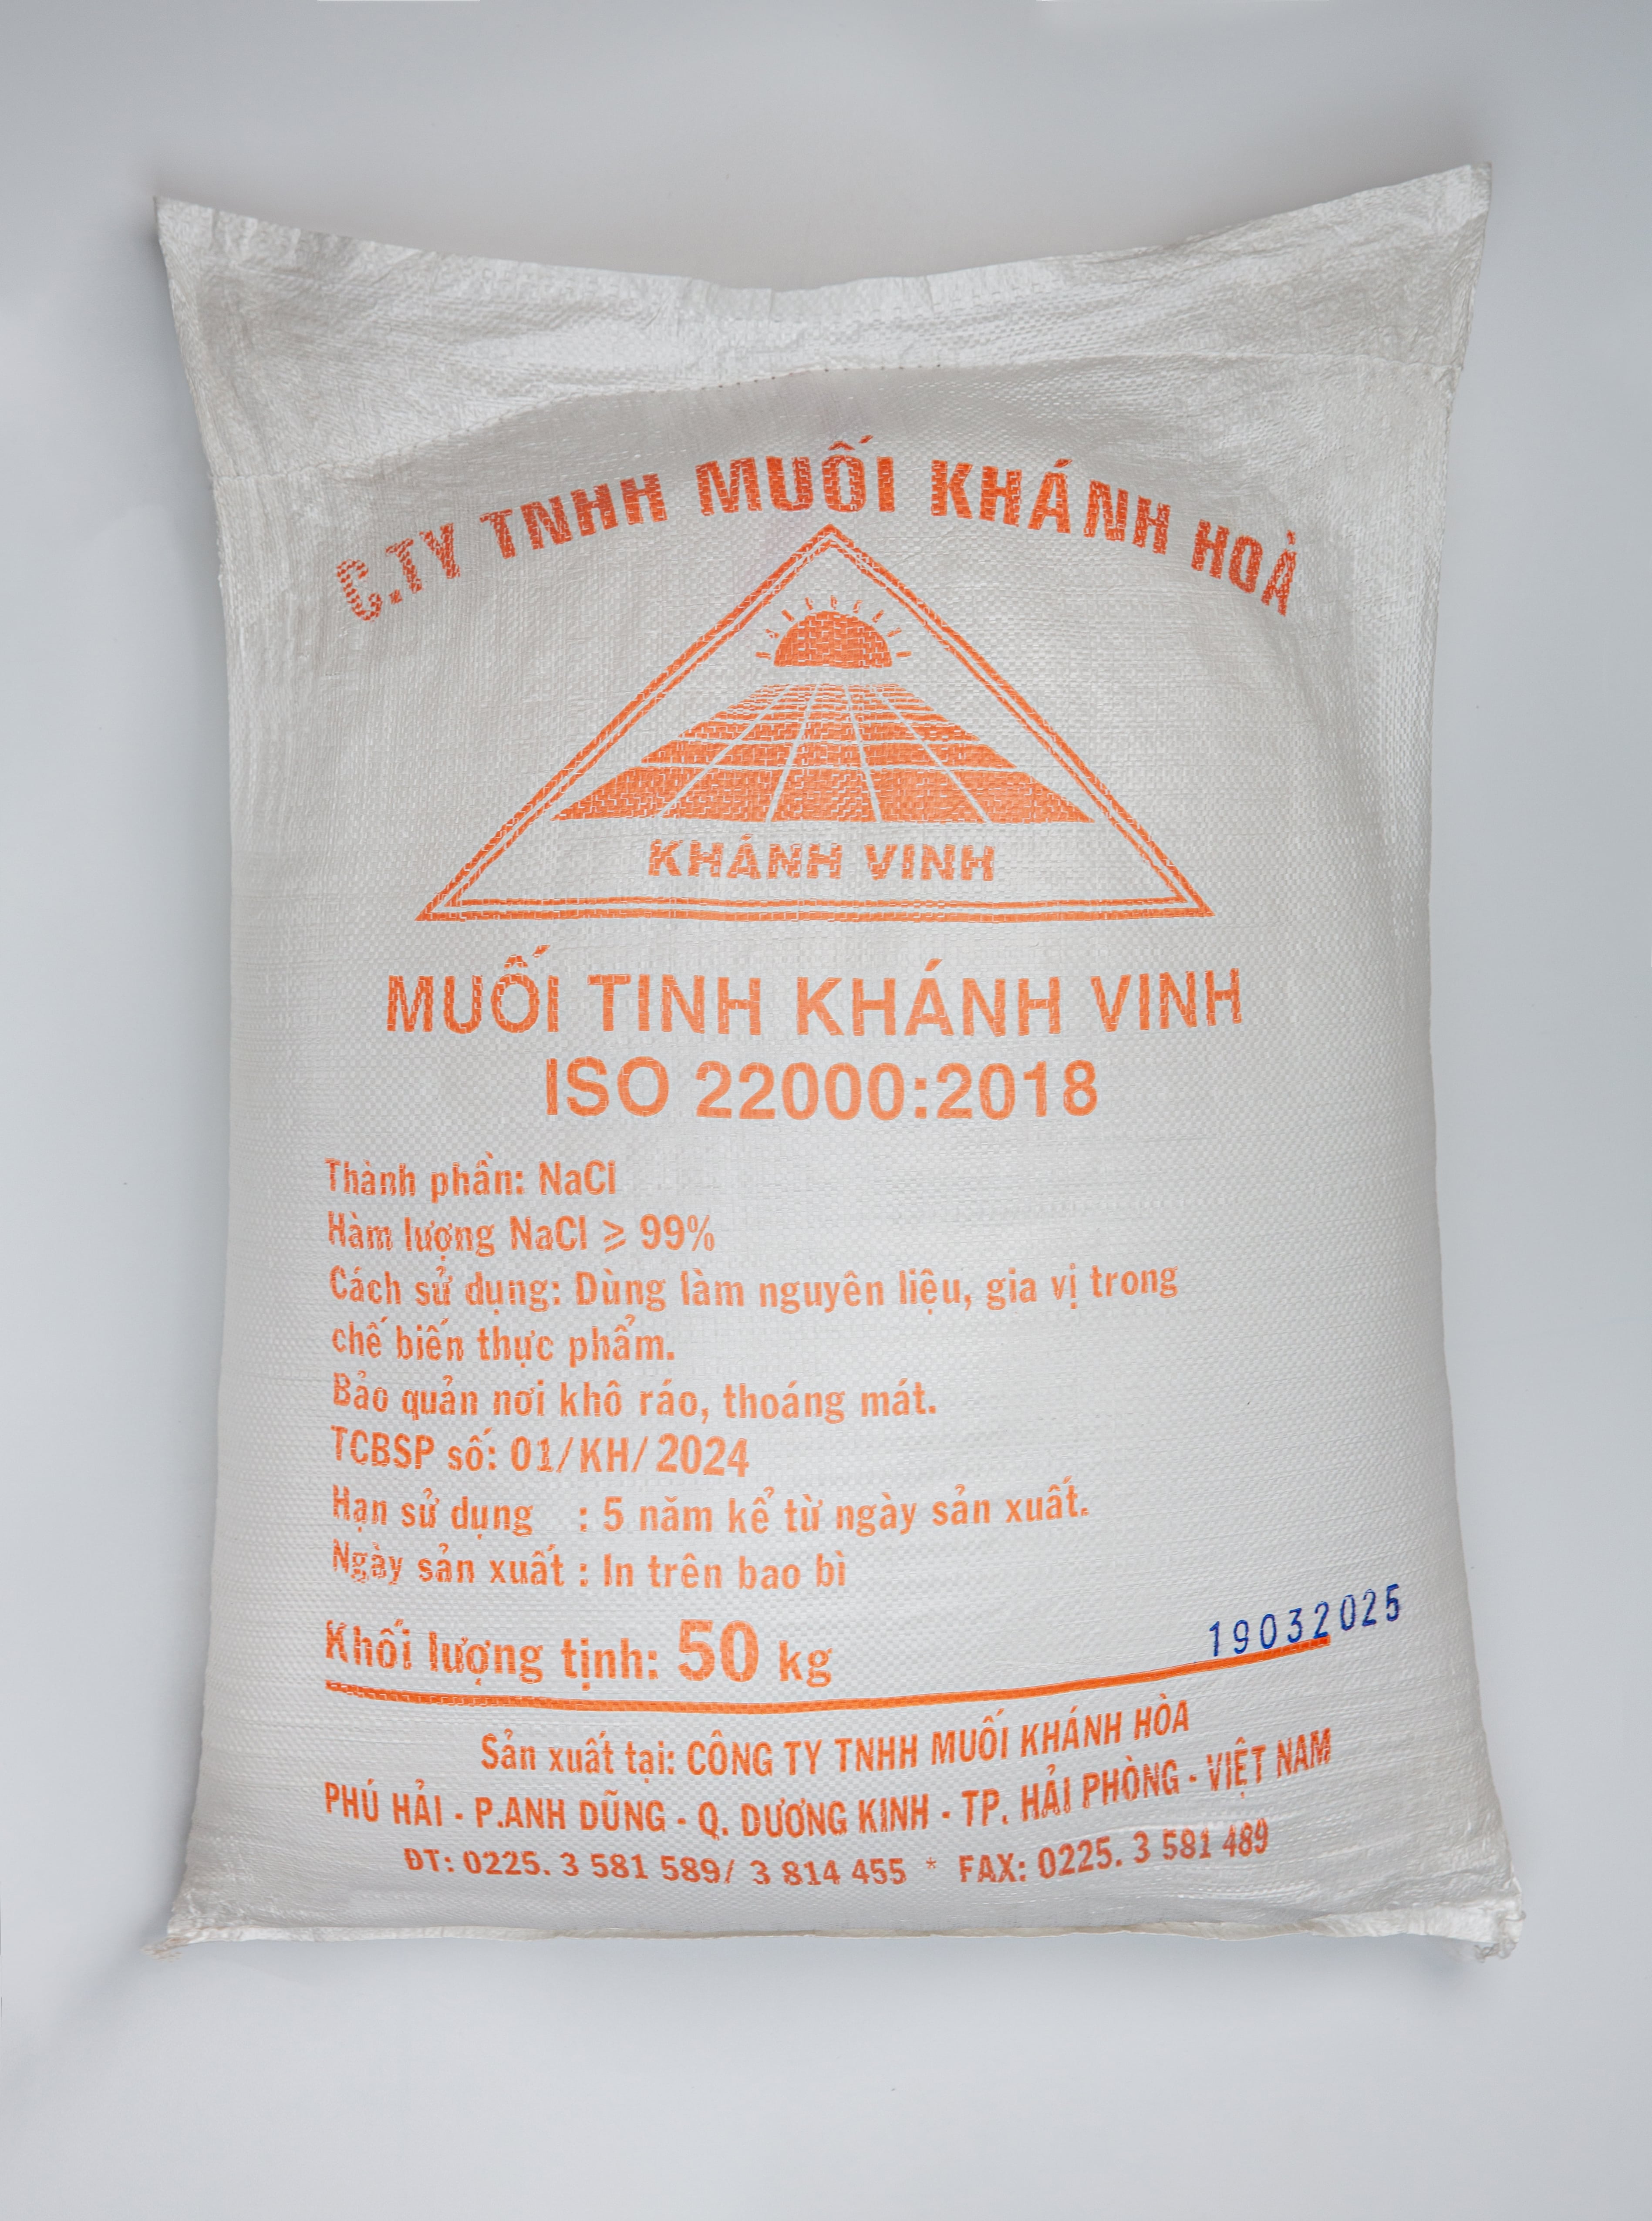 C.TY TNHH MUỐI KHÁNH HOÀ
KHÁNH VINH
MUỐI TINH KHÁNH VINH
ISO 22000:2018
Thành phần: NaCl
Hàm lượng NaCl ⩾ 99%
Cách sử dụng: Dùng làm nguyên liệu, gia vị trong
chế biến thực phẩm.
Bảo quản nơi khô ráo, thoáng mát.
TCBSP số: 01/KH/2024
Hạn sử dụng : 5 năm kể từ ngày sản xuất.
Ngày sản xuất : In trên bao bì
19032025
Khối lượng tịnh: 50 kg
Sản xuất tại: CÔNG TY TNHH MUỐI KHÁNH HÒA
PHÚ HẢI - P.ANH DŨNG - Q. DƯƠNG KINH - TP. HẢI PHÒNG - VIỆT NAM
ĐT: 0225. 3 581 589/ 3 814 455 * FAX: 0225. 3 581 489